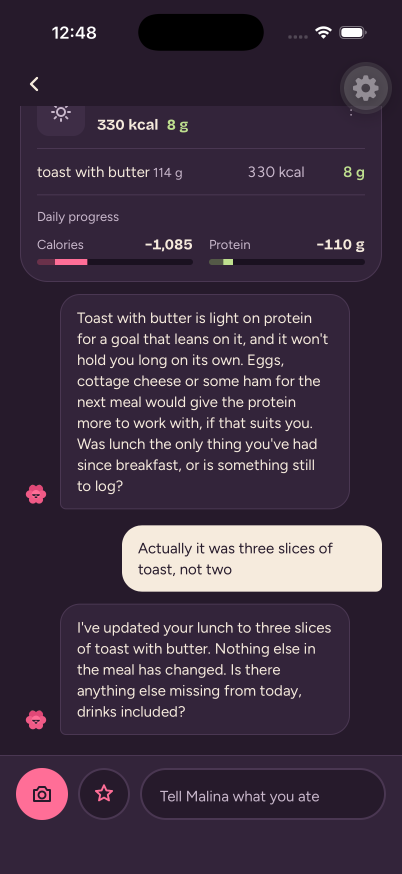 12:48
330 kcal 8 g
toast with butter 114 g 330 kcal 8 g
Daily progress
Calories -1,085 Protein -110 g
Toast with butter is light on protein
for a goal that leans on it, and it won't
hold you long on its own. Eggs,
cottage cheese or some ham for the
next meal would give the protein
more to work with, if that suits you.
Was lunch the only thing you've had
since breakfast, or is something still
to log?
Actually it was three slices of
toast, not two
I've updated your lunch to three slices
of toast with butter. Nothing else in
the meal has changed. Is there
anything else missing from today,
drinks included?
Tell Malina what you ate